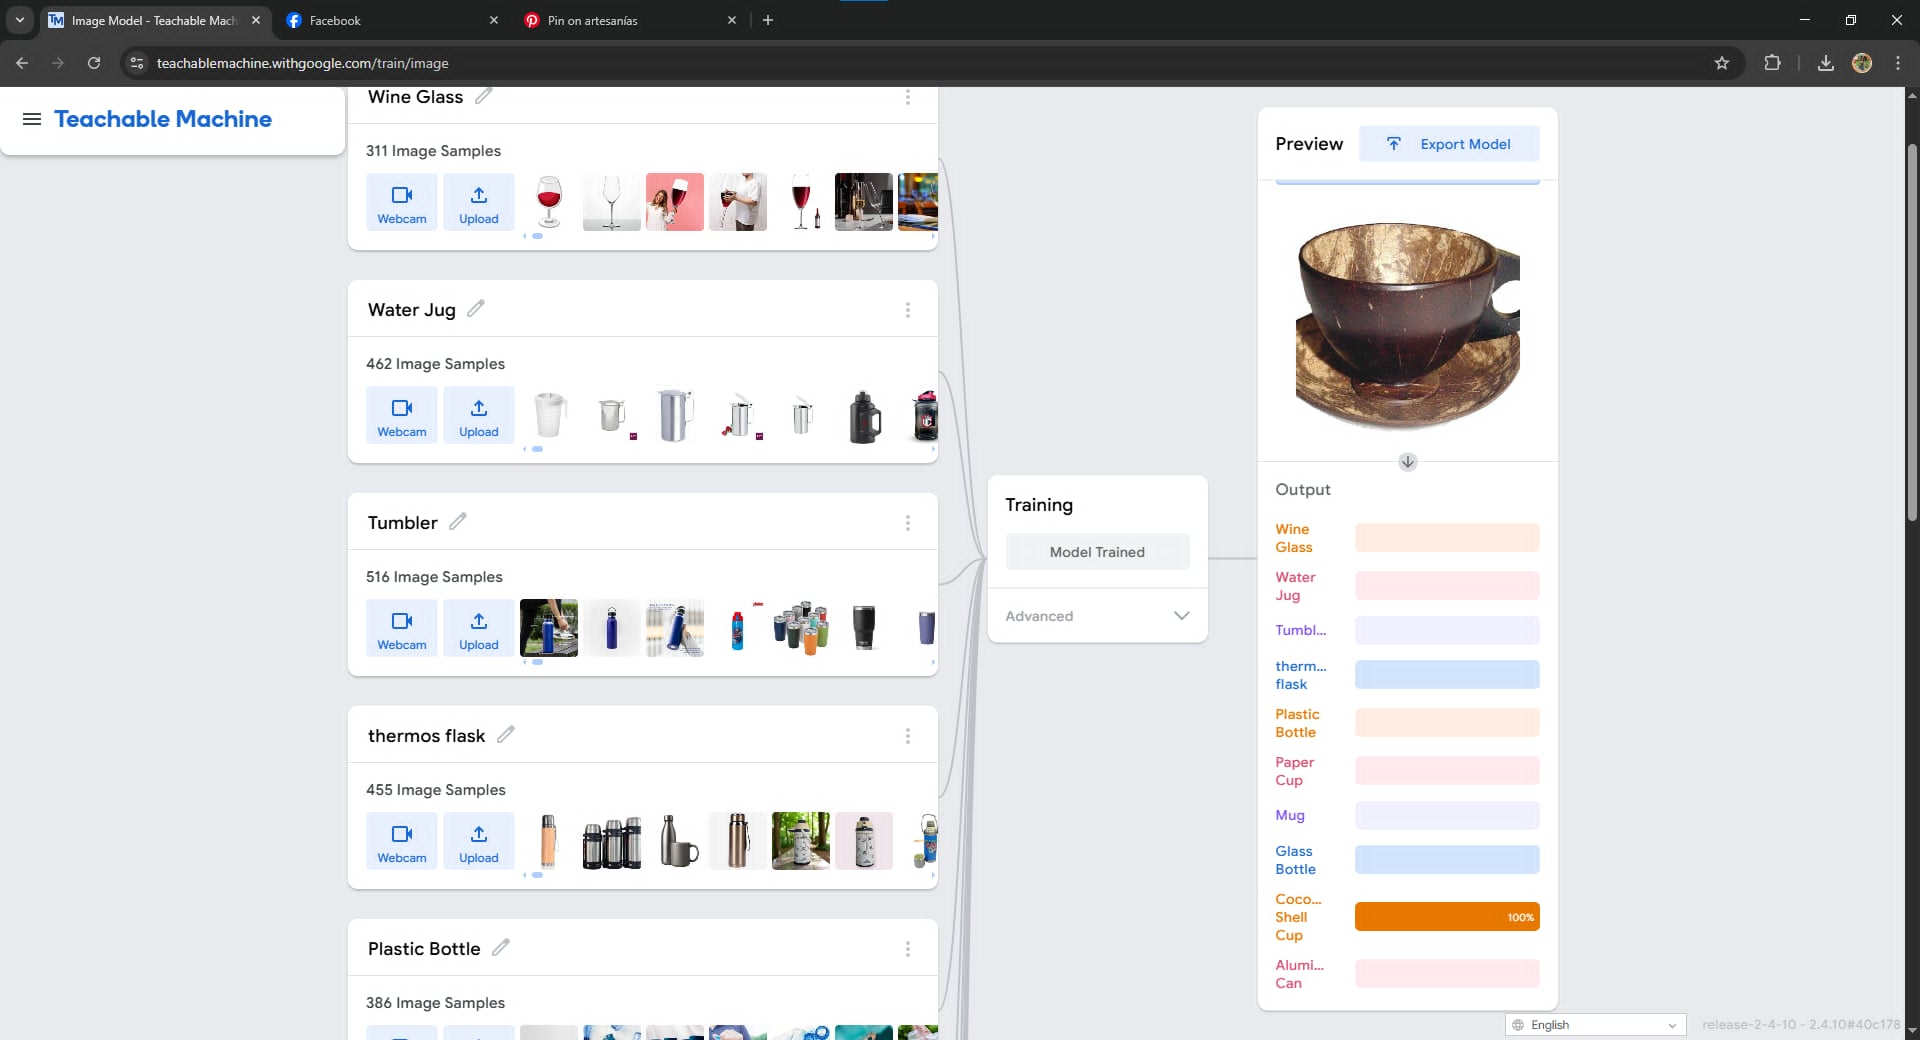 Image Model - Teachable Mach
Facebook
Pin on artesanías
teachablemachine.withgoogle.com/train/image
Teachable Machine
Wine Glass
311 Image Samples
Webcam
Upload
Water Jug
462 Image Samples
Webcam
Upload
Tumbler
516 Image Samples
Webcam
Upload
thermos flask
455 Image Samples
Webcam
Upload
Plastic Bottle
386 Image Samples
Training
Model Trained
Advanced
Preview
Export Model
Output
Wine
Glass
Water
Jug
Tumbl...
therm...
flask
Plastic
Bottle
Paper
Cup
Mug
Glass
Bottle
Coco...
Shell
Cup
100%
Alumi...
Can
English
release-2-4-10 - 2.4.10#40c178